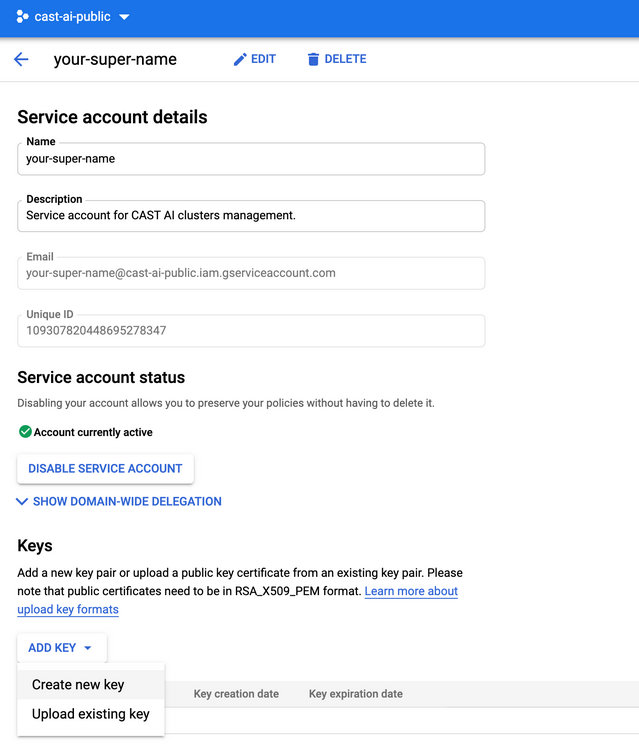 cast-ai-public
your-super-name
EDIT
DELETE
Service account details
Name
your-super-name
Description
Service account for CAST AI clusters management.
Email
your-super-name@cast-ai-public.iam.gserviceaccount.com
Unique ID
109307820448695278347
Service account status
Disabling your account allows you to preserve your policies without having to delete it.
Account currently active
DISABLE SERVICE ACCOUNT
SHOW DOMAIN-WIDE DELEGATION
Keys
Add a new key pair or upload a public key certificate from an existing key pair. Please
note that public certificates need to be in RSA_X509_PEM format. Learn more about
upload key formats
ADD KEY
Create new key
Upload existing key
Key creation date
Key expiration date